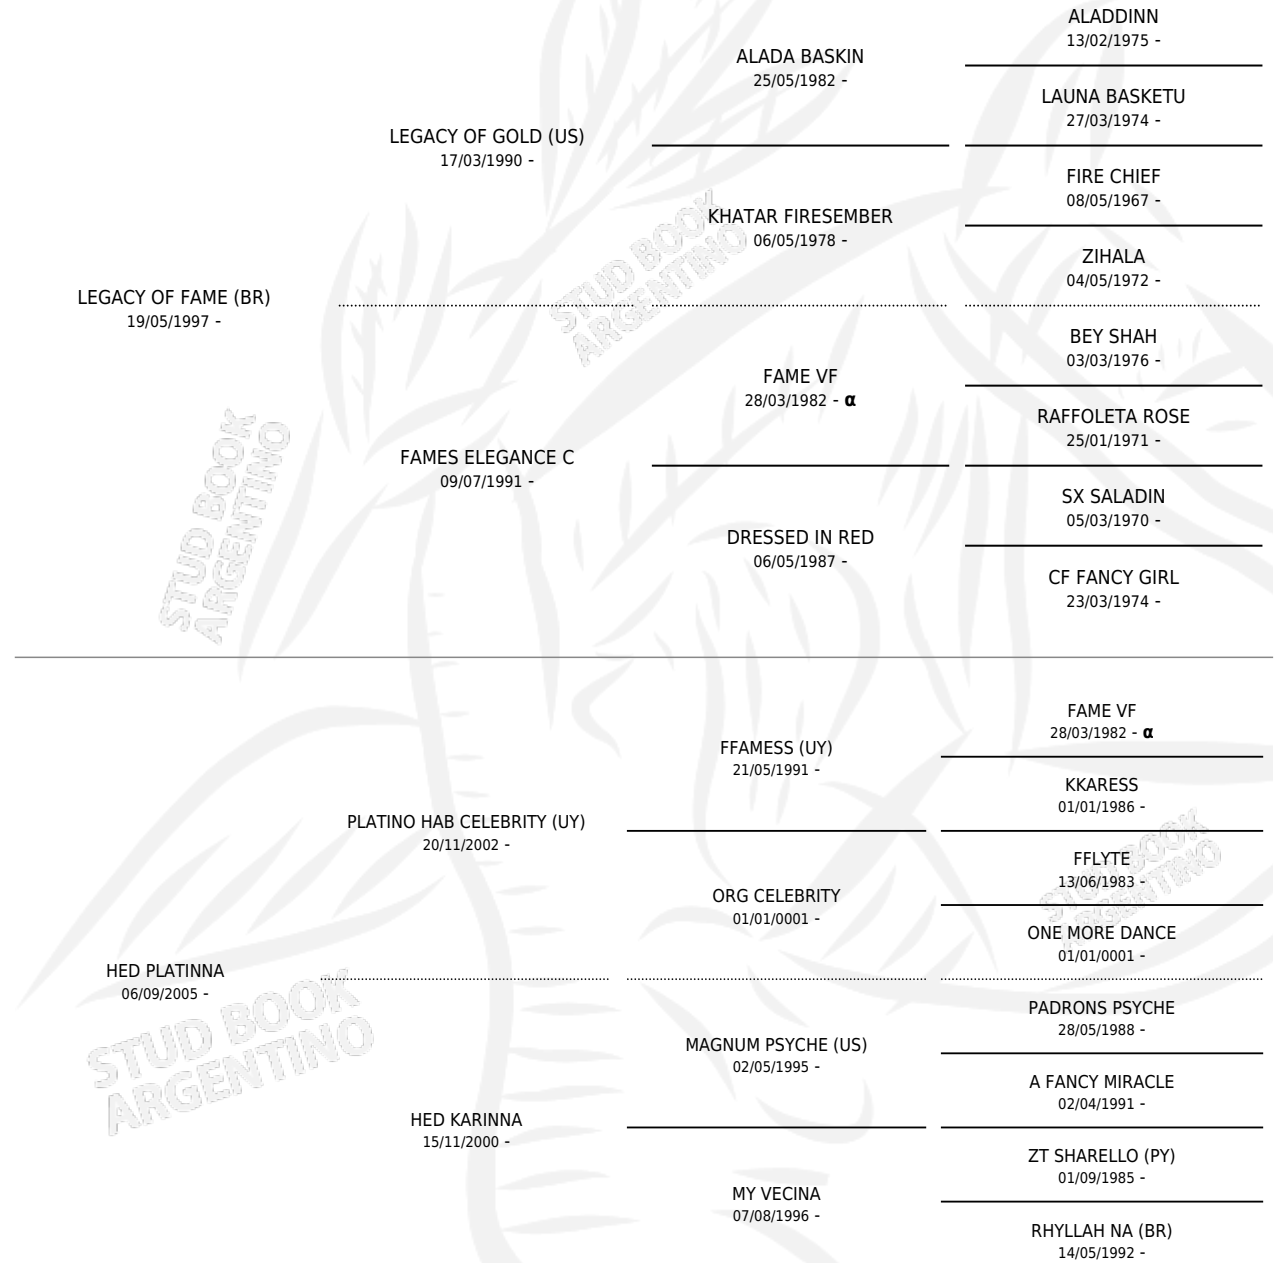 ALADDINN
13/02/1975 -
ALADA BASKIN
25/05/1982 -
LAUNA BASKETU
27/03/1974 -
LEGACY OF GOLD (US)
17/03/1990 -
FIRE CHIEF
08/05/1967 -
KHATAR FIRESEMBER
06/05/1978 -
ZIHALA
04/05/1972 -
LEGACY OF FAME (BR)
19/05/1997 -
BEY SHAH
03/03/1976 -
FAME VF
28/03/1982 - α
RAFFOLETA ROSE
25/01/1971 -
FAMES ELEGANCE C
09/07/1991 -
SX SALADIN
05/03/1970 -
DRESSED IN RED
06/05/1987 -
CF FANCY GIRL
23/03/1974 -
STUD BOOK
ARGENTINO
STUD BOOK
ARGENTINO
FAME VF
28/03/1982 - α
FFAMESS (UY)
21/05/1991 -
KKARESS
01/01/1986 -
PLATINO HAB CELEBRITY (UY)
20/11/2002 -
FFLYTE
13/06/1983 -
ORG CELEBRITY
01/01/0001 -
ONE MORE DANCE
01/01/0001 -
HED PLATINNA
06/09/2005 -
PADRONS PSYCHE
28/05/1988 -
MAGNUM PSYCHE (US)
02/05/1995 -
A FANCY MIRACLE
02/04/1991 -
HED KARINNA
15/11/2000 -
ZT SHARELLO (PY)
01/09/1985 -
MY VECINA
07/08/1996 -
RHYLLAH NA (BR)
14/05/1992 -
STUD BOOK
ARGENTINO
STUD BOOK
ARGENTINO